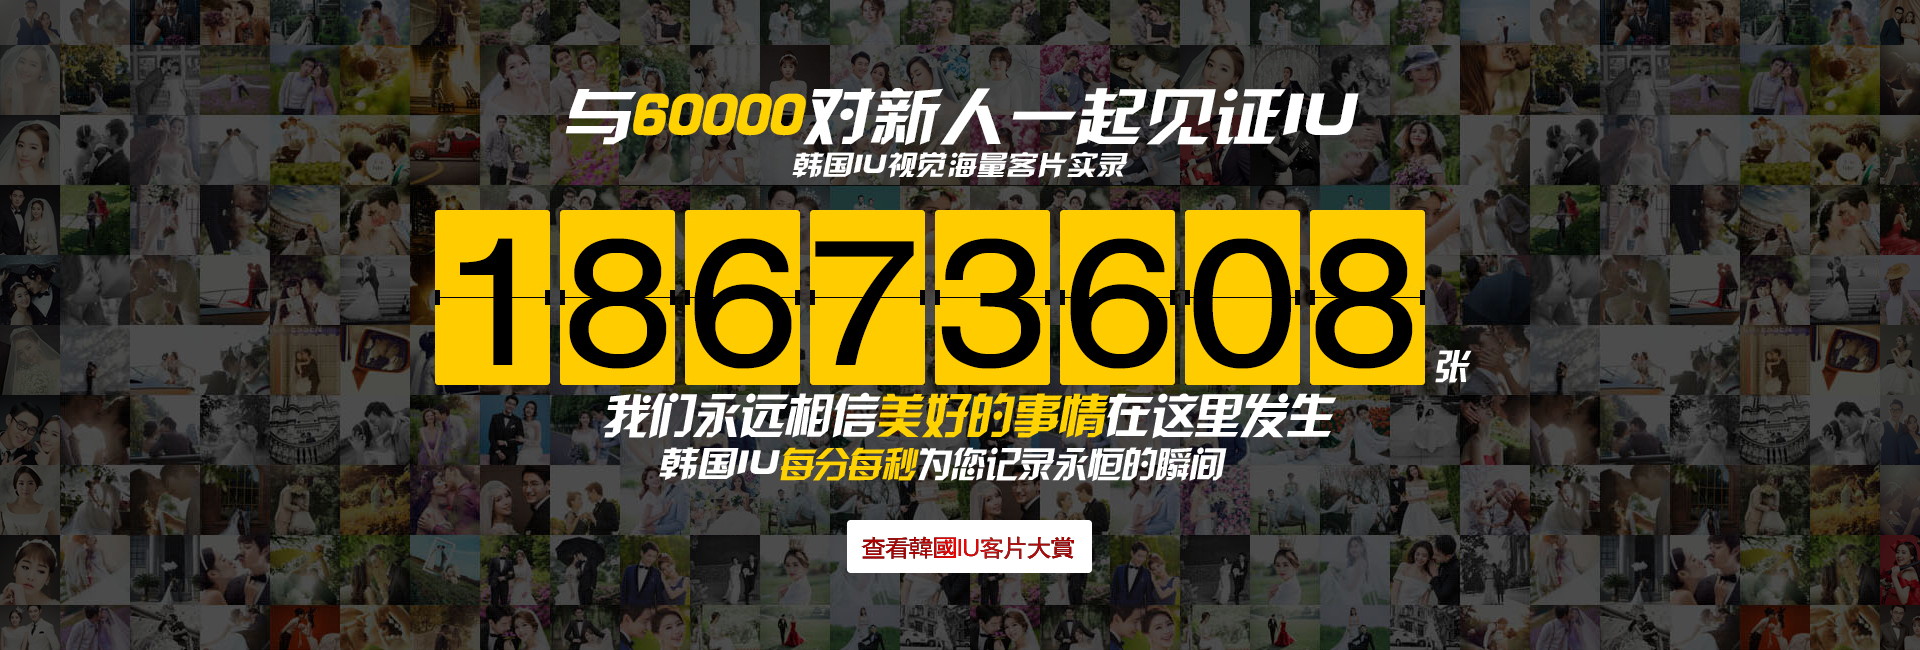 与60000对新人一起见证IU
韩国IU视觉海量客片实录
18673608张
我们永远相信美好的事情在这里发生
韩国IU每分每秒为您记录永恒的瞬间
查看韓國IU客片大賞